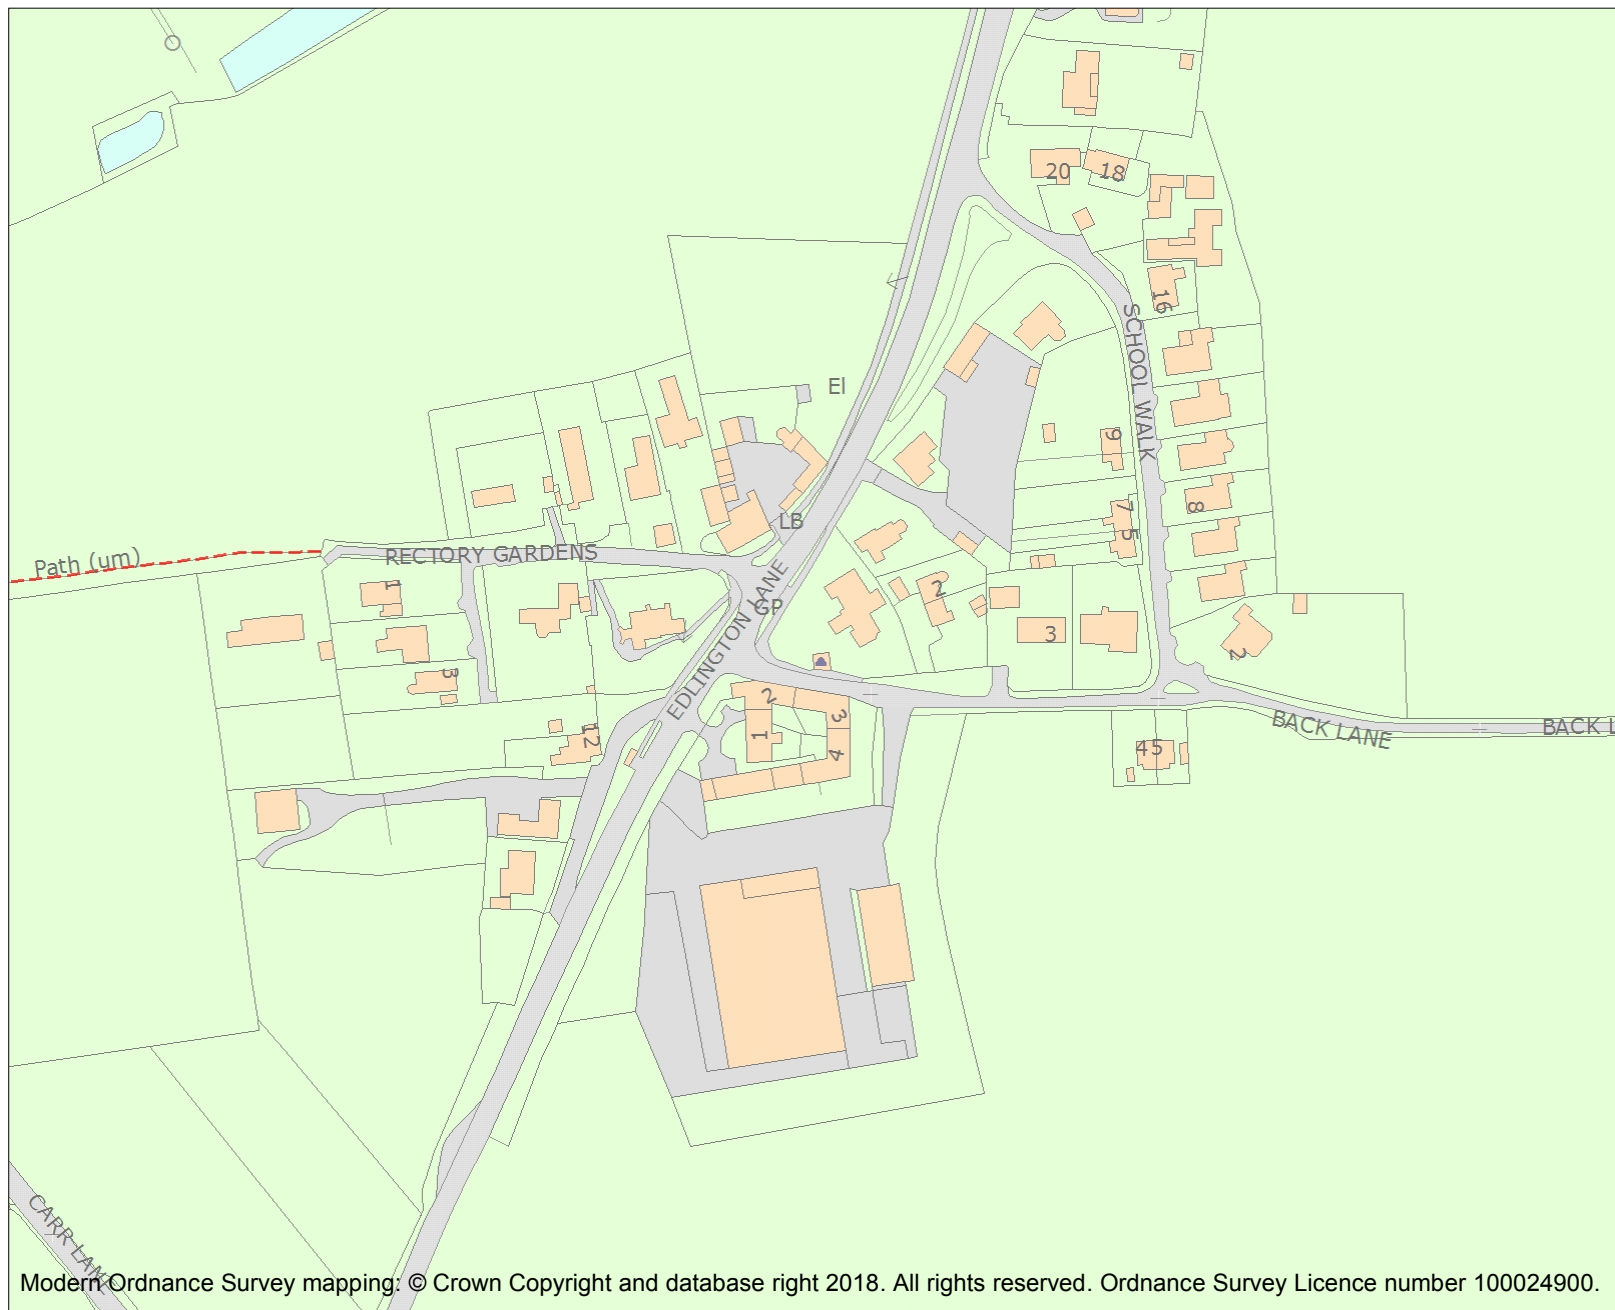 20
18
16
SCHOOL WALK
El
9
7
8
5
LB
Path (um)
RECTORY GARDENS
1
2
GP
EDLINGTON LANE
3
3
2
2
3
1
4
12
BACK LANE
BACK L
45
CARR LANE
Modern Ordnance Survey mapping: © Crown Copyright and database right 2018. All rights reserved. Ordnance Survey Licence number 100024900.